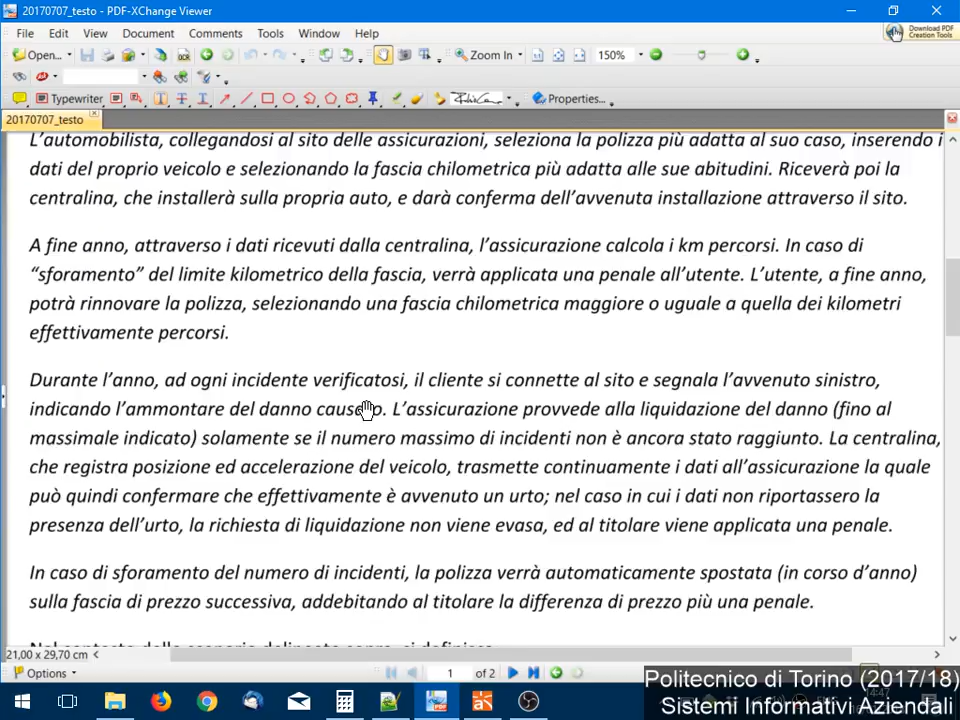 20170707_testo - PDF-XChange Viewer
File Edit View Document Comments Tools Window Help
Download PDF
Creation Tools
Open...
OCR
Zoom In
150%
Typewriter
Properties...
20170707_testo
L’automobilista, collegandosi al sito delle assicurazioni, seleziona la polizza più adatta al suo caso, inserendo i
dati del proprio veicolo e selezionando la fascia chilometrica più adatta alle sue abitudini. Riceverà poi la
centralina, che installerà sulla propria auto, e darà conferma dell’avvenuta installazione attraverso il sito.
A fine anno, attraverso i dati ricevuti dalla centralina, l’assicurazione calcola i km percorsi. In caso di
“sforamento” del limite kilometrico della fascia, verrà applicata una penale all’utente. L’utente, a fine anno,
potrà rinnovare la polizza, selezionando una fascia chilometrica maggiore o uguale a quella dei kilometri
effettivamente percorsi.
Durante l’anno, ad ogni incidente verificatosi, il cliente si connette al sito e segnala l’avvenuto sinistro,
indicando l’ammontare del danno causato. L’assicurazione provvede alla liquidazione del danno (fino al
massimale indicato) solamente se il numero massimo di incidenti non è ancora stato raggiunto. La centralina,
che registra posizione ed accelerazione del veicolo, trasmette continuamente i dati all’assicurazione la quale
può quindi confermare che effettivamente è avvenuto un urto; nel caso in cui i dati non riportassero la
presenza dell’urto, la richiesta di liquidazione non viene evasa, ed al titolare viene applicata una penale.
In caso di sforamento del numero di incidenti, la polizza verrà automaticamente spostata (in corso d’anno)
sulla fascia di prezzo successiva, addebitando al titolare la differenza di prezzo più una penale.
21,00 x 29,70 cm
Options
1 of 2
14:47
Politecnico di Torino (2017/18)
Sistemi Informativi Aziendali